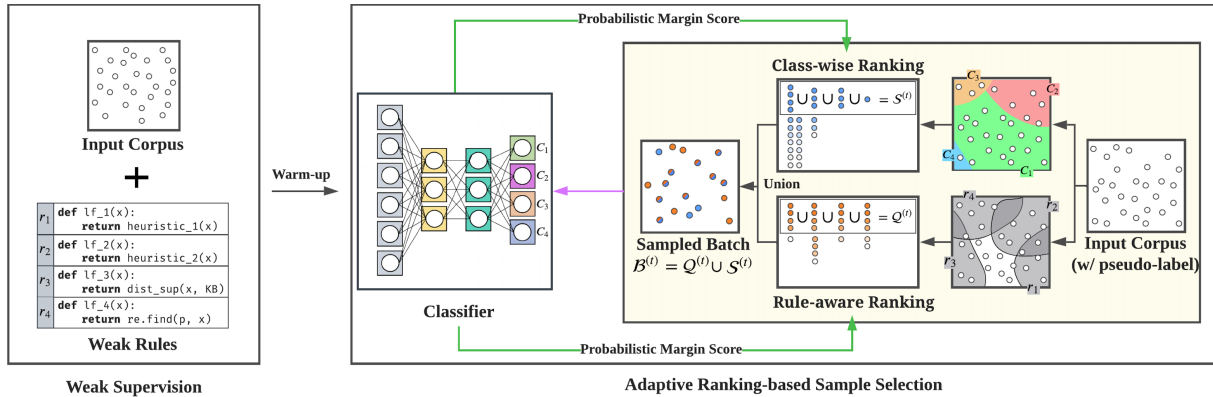 Input Corpus
+
r1 def lf_1(x):
return heuristic_1(x)
r2 def lf_2(x):
return heuristic_2(x)
r3 def lf_3(x):
return dist_sup(x, KB)
r4 def lf_4(x):
return re.find(p, x)
Weak Rules
Weak Supervision
Warm-up
Probabilistic Margin Score
C1
C2
C3
C4
Classifier
Probabilistic Margin Score
Class-wise Ranking
∪ ∪ ∪ = S(t)
C3
C2
C4
C1
Union
Sampled Batch
B(t) = Q(t) ∪ S(t)
∪ ∪ ∪ = Q(t)
Rule-aware Ranking
r4
r2
r3
r1
Input Corpus
(w/ pseudo-label)
Adaptive Ranking-based Sample Selection